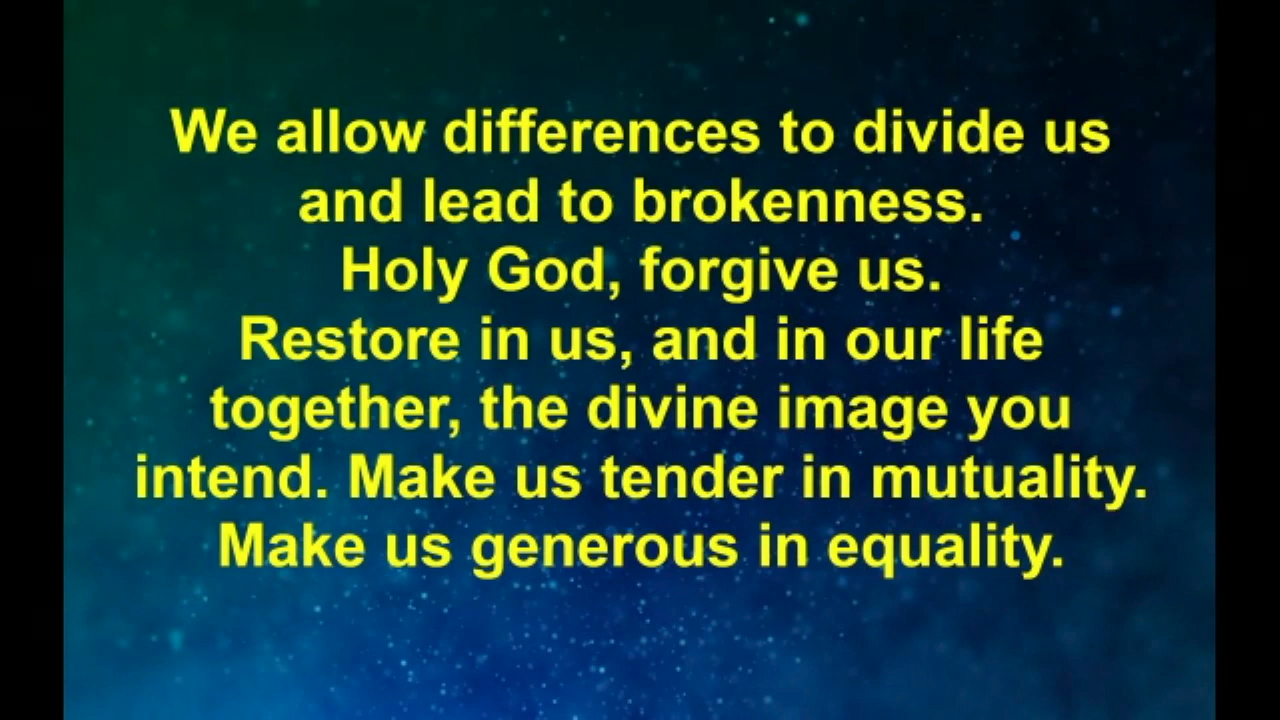 We allow differences to divide us
and lead to brokenness.
Holy God, forgive us.
Restore in us, and in our life
together, the divine image you
intend. Make us tender in mutuality.
Make us generous in equality.